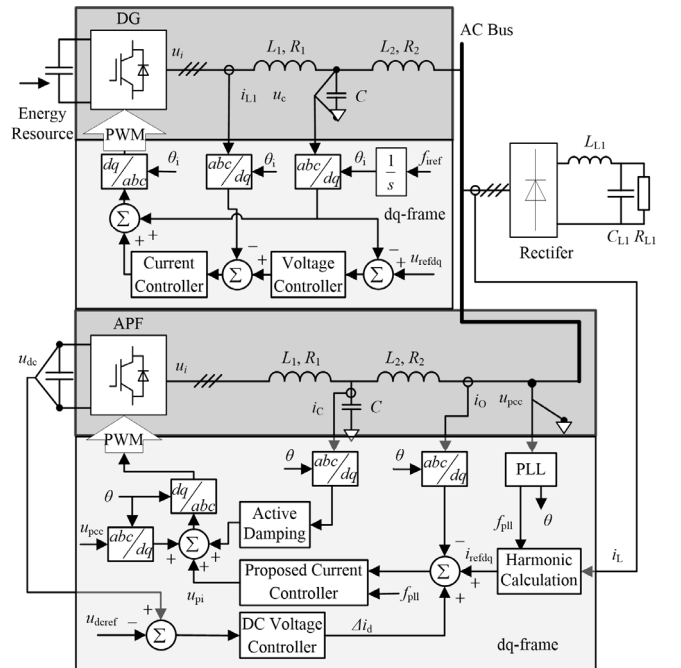 DG
AC Bus
u_i
L_1, R_1
L_2, R_2
i_L1
u_c
C
Energy
Resource
PWM
L_L1
dq/abc
θ_i
abc/dq
θ_i
abc/dq
θ_i
1/s
f_iref
dq-frame
Σ
+ +
− +
− +
Current
Controller
Σ
Voltage
Controller
Σ
u_refdq
Rectifer
C_L1 R_L1
APF
u_dc
u_i
L_1, R_1
L_2, R_2
i_C
C
i_O
u_pcc
PWM
θ
abc/dq
θ
abc/dq
PLL
θ
dq/abc
f_pll
θ
u_pcc
abc/dq
+
Σ
+
+
+
Active
Damping
−
i_refdq
Σ
+
+
Harmonic
Calculation
i_L
u_pi
Proposed Current
Controller
f_pll
u_dcref
+
−
Σ
DC Voltage
Controller
Δi_d
dq-frame